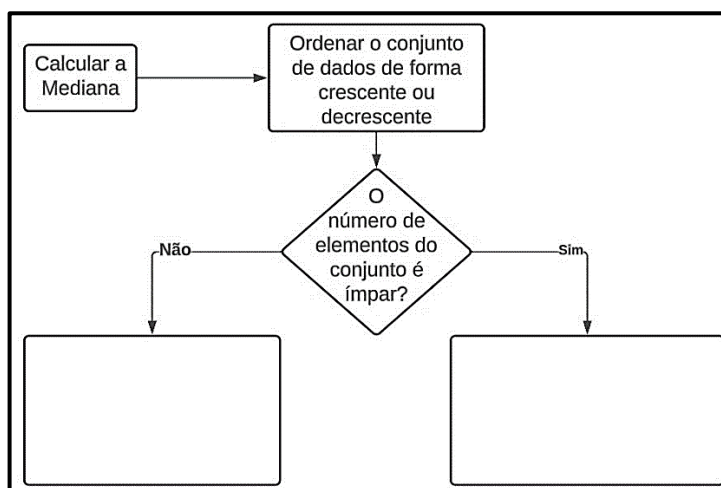 Calcular a
Mediana
Ordenar o conjunto
de dados de forma
crescente ou
decrescente
O
número de
elementos do
conjunto é
ímpar?
Não
Sim